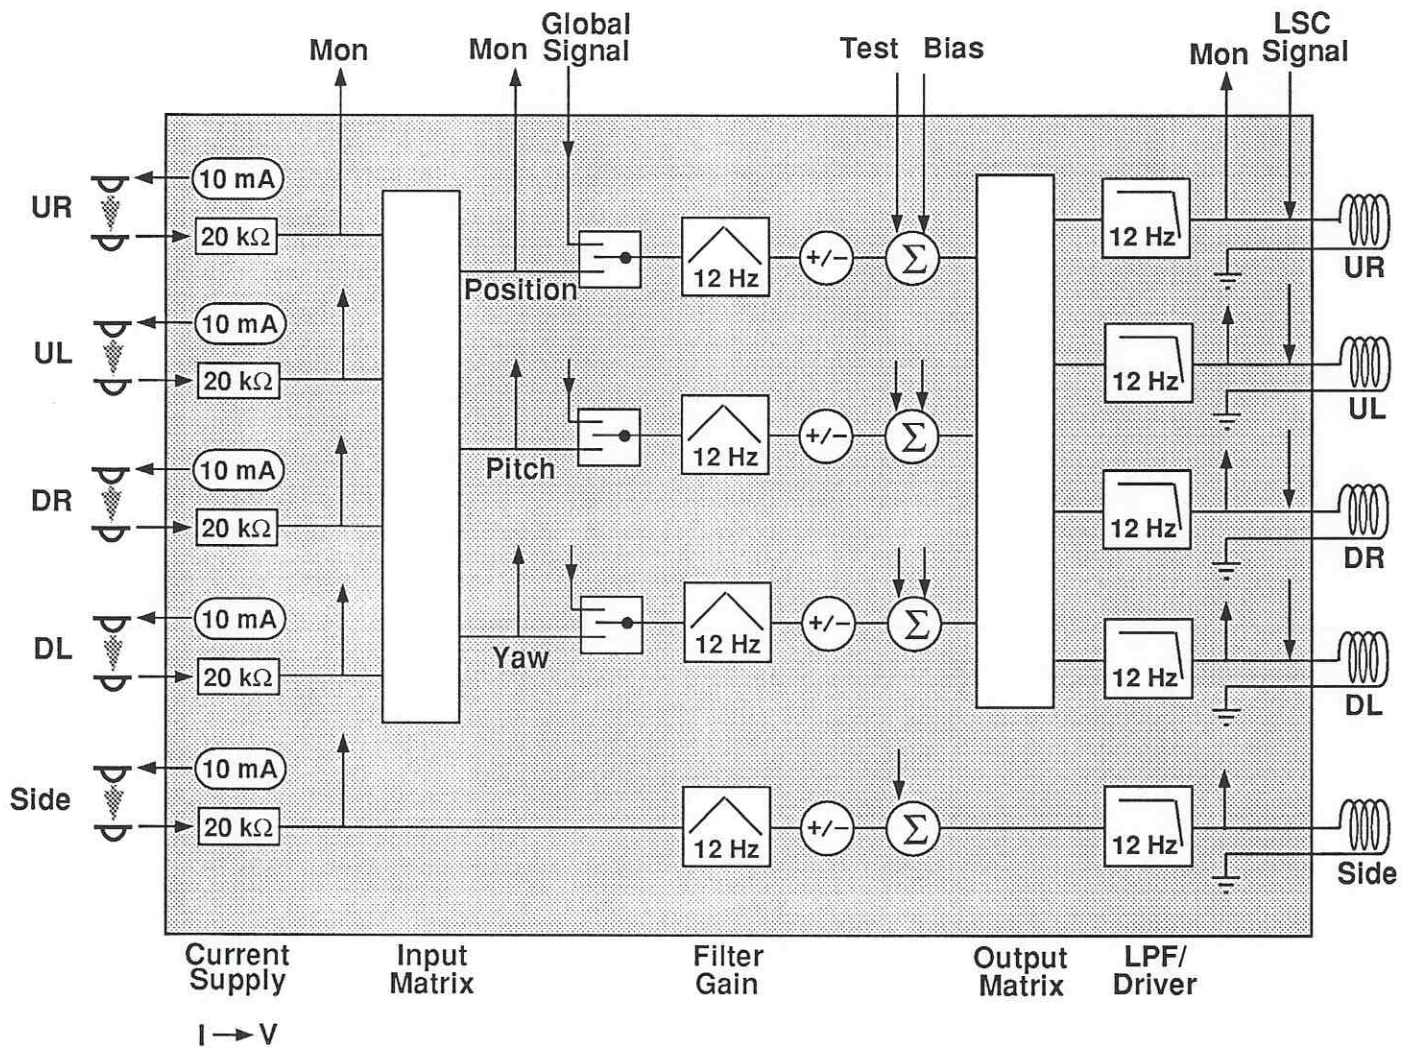 Global
Signal
LSC
Signal
Mon
Mon
Test
Bias
Mon
UR
10 mA
20 kΩ
Position
12 Hz
+/−
Σ
12 Hz
UR
UL
10 mA
20 kΩ
12 Hz
UL
Pitch
12 Hz
+/−
Σ
DR
10 mA
20 kΩ
12 Hz
DR
DL
10 mA
20 kΩ
Yaw
12 Hz
+/−
Σ
12 Hz
DL
Side
10 mA
20 kΩ
12 Hz
+/−
Σ
12 Hz
Side
Current
Supply
Input
Matrix
Filter
Gain
Output
Matrix
LPF/
Driver
I → V